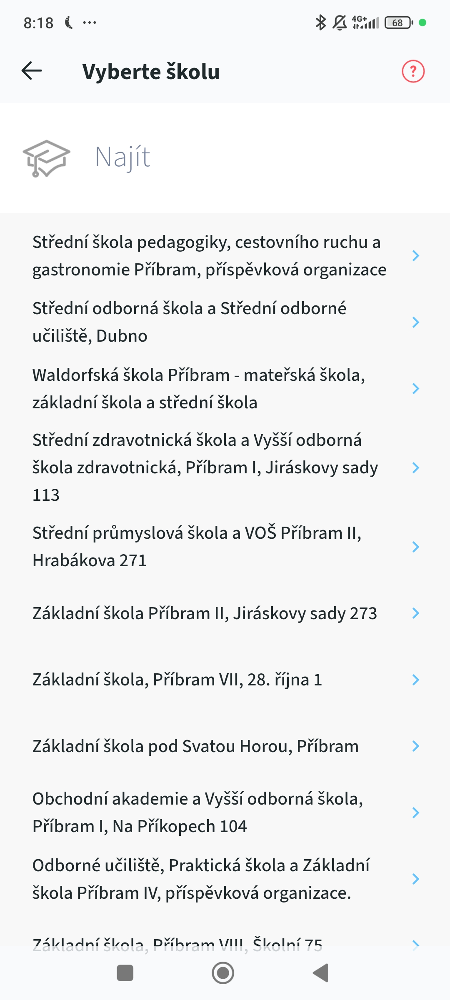 8:18
4G+
68
Vyberte školu
?
Najít
Střední škola pedagogiky, cestovního ruchu a
gastronomie Příbram, příspěvková organizace
Střední odborná škola a Střední odborné
učiliště, Dubno
Waldorfská škola Příbram - mateřská škola,
základní škola a střední škola
Střední zdravotnická škola a Vyšší odborná
škola zdravotnická, Příbram I, Jiráskovy sady
113
Střední průmyslová škola a VOŠ Příbram II,
Hrabákova 271
Základní škola Příbram II, Jiráskovy sady 273
Základní škola, Příbram VII, 28. října 1
Základní škola pod Svatou Horou, Příbram
Obchodní akademie a Vyšší odborná škola,
Příbram I, Na Příkopech 104
Odborné učiliště, Praktická škola a Základní
škola Příbram IV, příspěvková organizace.
Základní škola, Příbram VIII, Školní 75